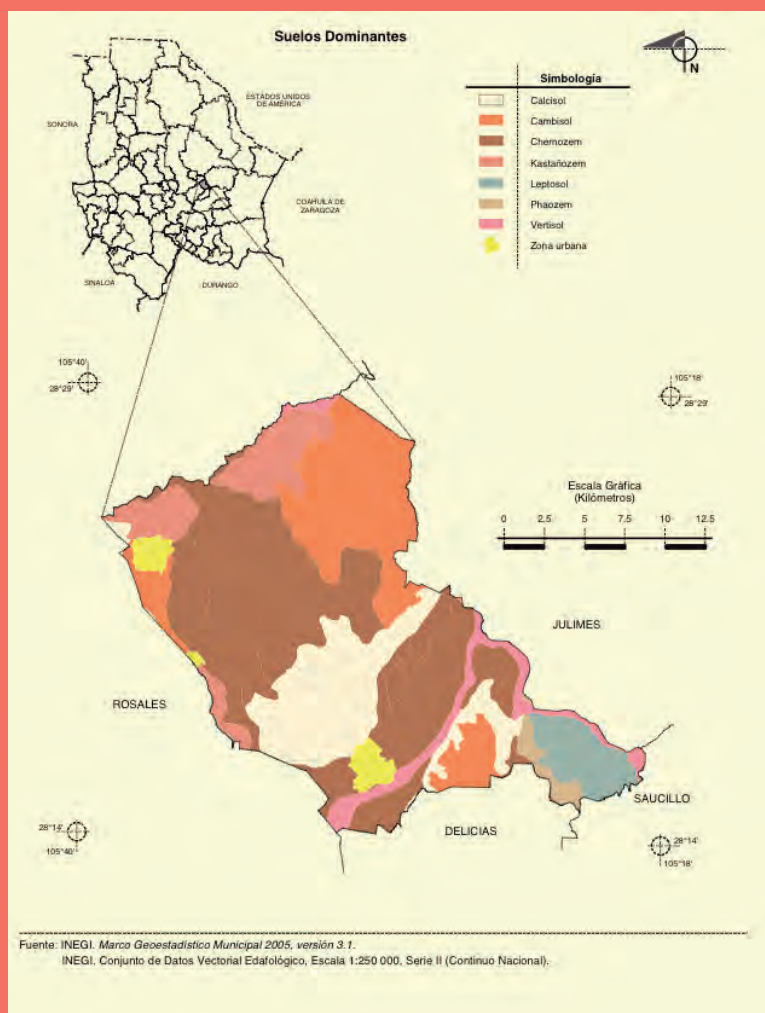 Suelos Dominantes
N
Simbología
Calcisol
Cambisol
Chernozem
Kastañozem
Leptosol
Phaozem
Vertisol
Zona urbana
ESTADOS UNIDOS
DE AMÉRICA
SONORA
COAHUILA DE
ZARAGOZA
SINALOA
DURANGO
105°40'
28°29'
105°18'
28°29'
Escala Gráfica
(Kilómetros)
0 2.5 5 7.5 10 12.5
JULIMES
ROSALES
SAUCILLO
DELICIAS
28°14'
105°40'
28°14'
105°18'
Fuente: INEGI. Marco Geoestadístico Municipal 2005, versión 3.1.
INEGI. Conjunto de Datos Vectorial Edafológico, Escala 1:250 000, Serie II (Continuo Nacional).